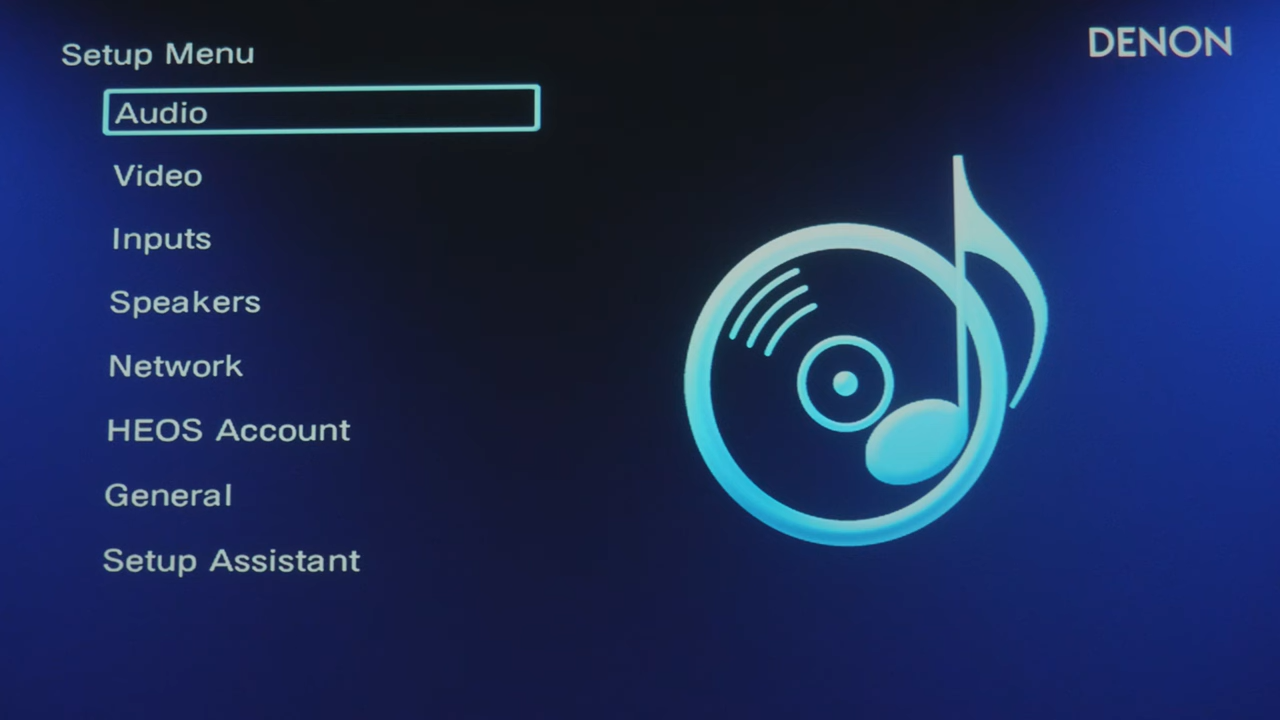 Setup Menu
DENON
Audio
Video
Inputs
Speakers
Network
HEOS Account
General
Setup Assistant